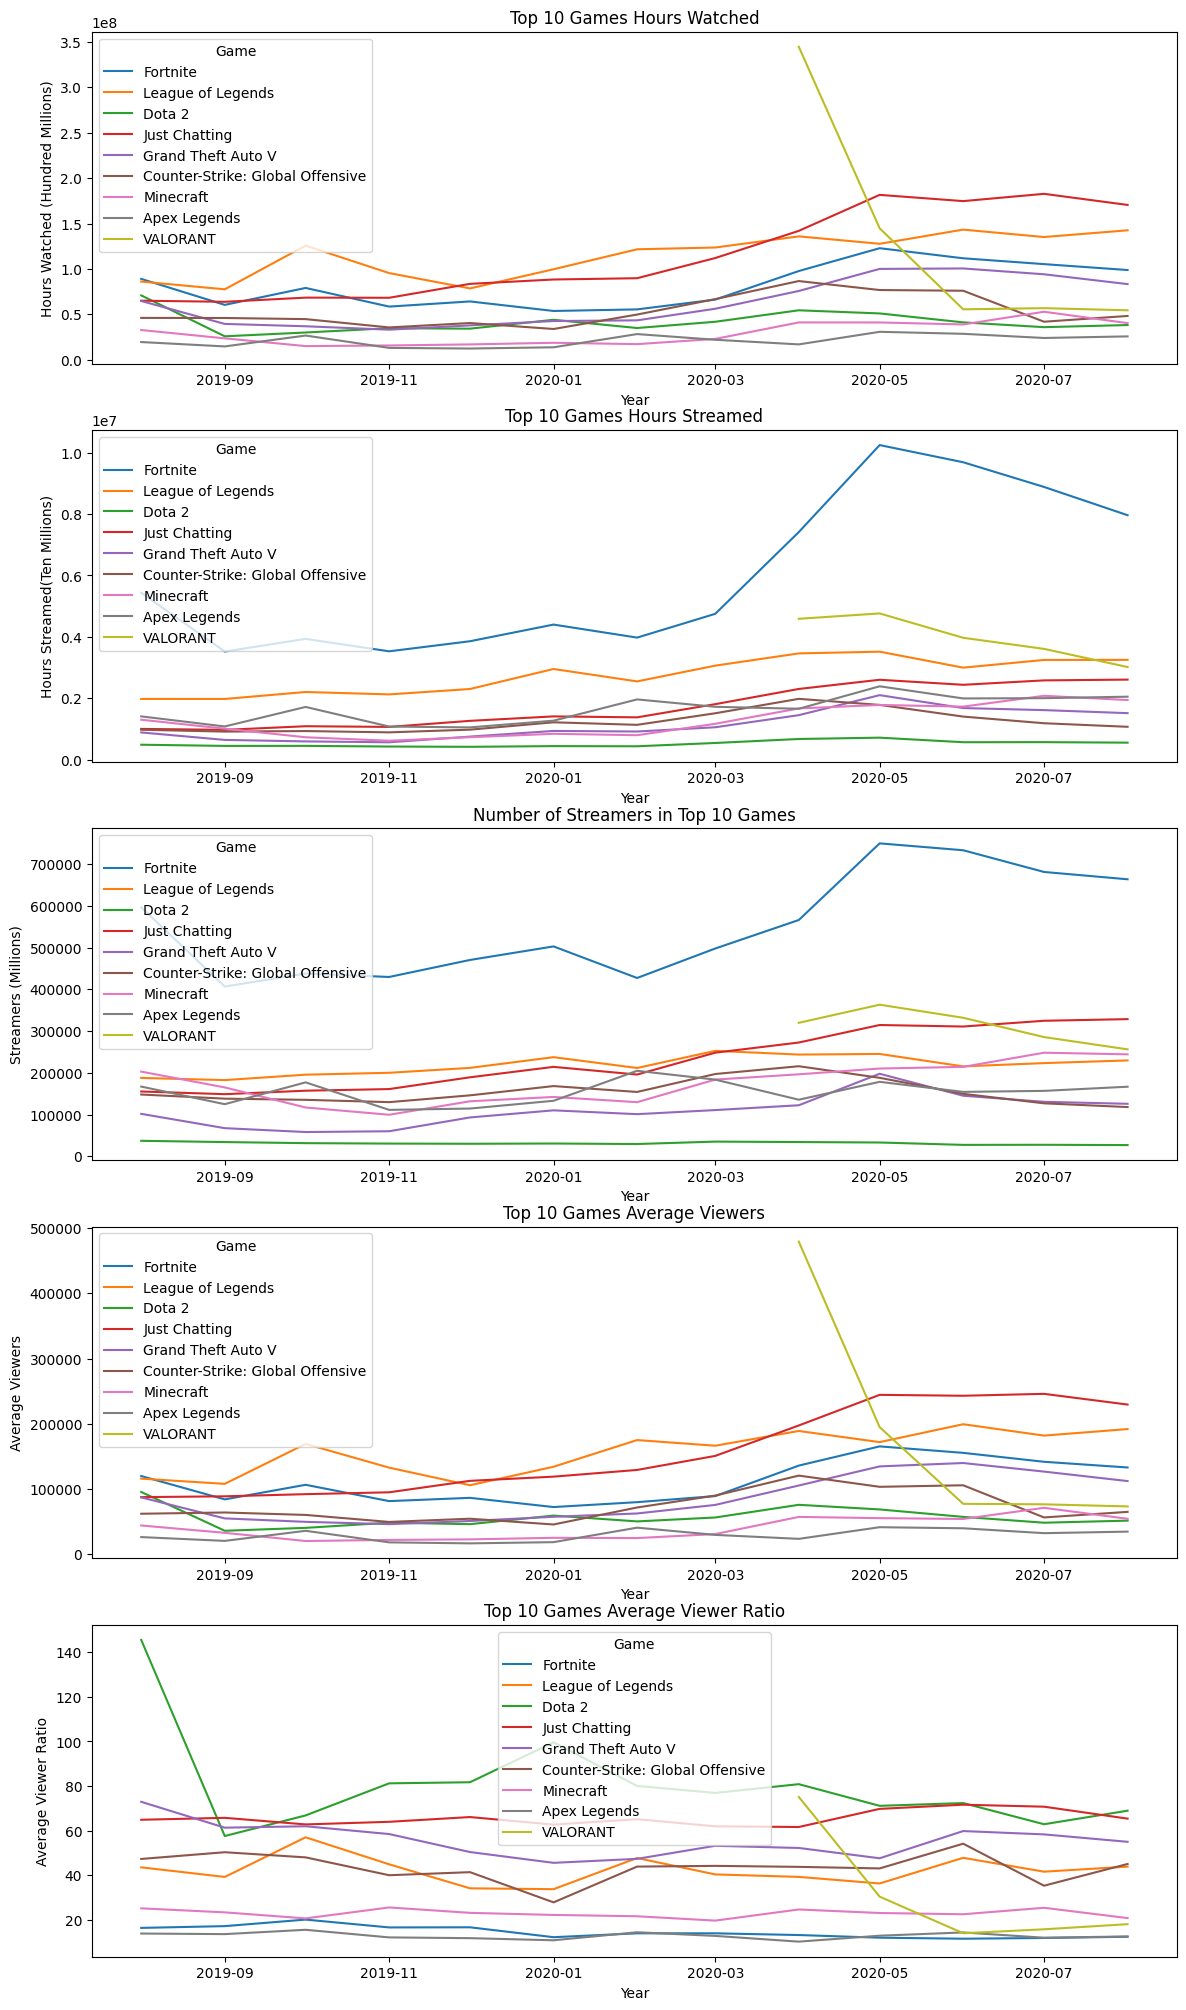 Top 10 Games Hours Watched
1e8
Hours Watched (Hundred Millions)
3.5
3.0
2.5
2.0
1.5
1.0
0.5
0.0
Game
Fortnite
League of Legends
Dota 2
Just Chatting
Grand Theft Auto V
Counter-Strike: Global Offensive
Minecraft
Apex Legends
VALORANT
2019-09 2019-11 2020-01 2020-03 2020-05 2020-07
Year
Top 10 Games Hours Streamed
1e7
Hours Streamed(Ten Millions)
1.0
0.8
0.6
0.4
0.2
0.0
Game
Fortnite
League of Legends
Dota 2
Just Chatting
Grand Theft Auto V
Counter-Strike: Global Offensive
Minecraft
Apex Legends
VALORANT
2019-09 2019-11 2020-01 2020-03 2020-05 2020-07
Year
Number of Streamers in Top 10 Games
Streamers (Millions)
700000
600000
500000
400000
300000
200000
100000
0
Game
Fortnite
League of Legends
Dota 2
Just Chatting
Grand Theft Auto V
Counter-Strike: Global Offensive
Minecraft
Apex Legends
VALORANT
2019-09 2019-11 2020-01 2020-03 2020-05 2020-07
Year
Top 10 Games Average Viewers
Average Viewers
500000
400000
300000
200000
100000
0
Game
Fortnite
League of Legends
Dota 2
Just Chatting
Grand Theft Auto V
Counter-Strike: Global Offensive
Minecraft
Apex Legends
VALORANT
2019-09 2019-11 2020-01 2020-03 2020-05 2020-07
Year
Top 10 Games Average Viewer Ratio
Average Viewer Ratio
140
120
100
80
60
40
20
Game
Fortnite
League of Legends
Dota 2
Just Chatting
Grand Theft Auto V
Counter-Strike: Global Offensive
Minecraft
Apex Legends
VALORANT
2019-09 2019-11 2020-01 2020-03 2020-05 2020-07
Year